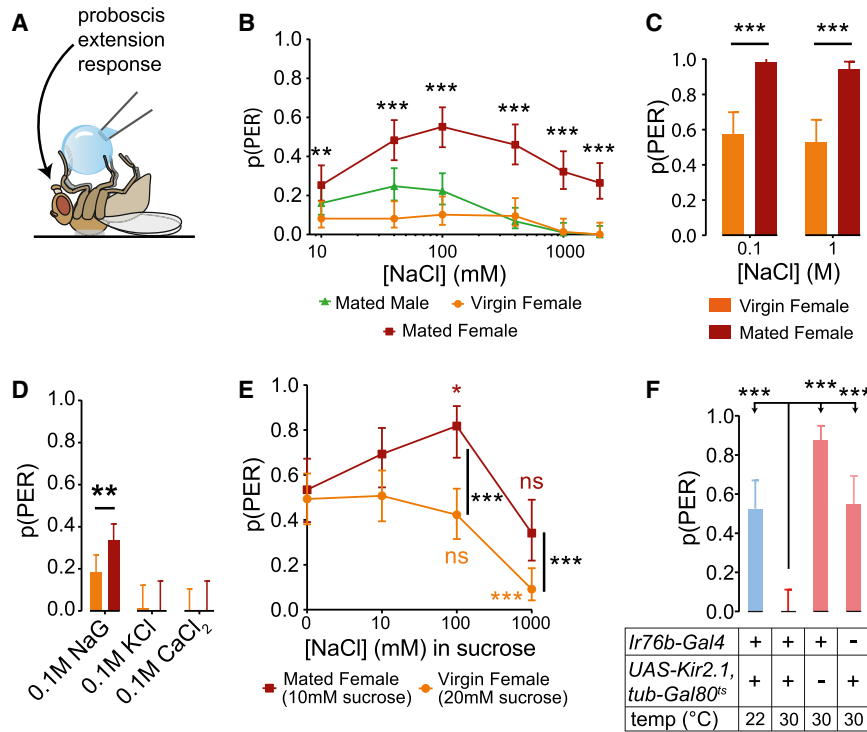 A
proboscis
extension
response
B
1.0
0.8
0.6
0.4
0.2
0.0
p(PER)
**
***
***
***
***
***
10
100
1000
[NaCl] (mM)
Mated Male
Virgin Female
Mated Female
C
***
***
1.0
0.8
0.6
0.4
0.2
0.0
p(PER)
0.1
1
[NaCl] (M)
Virgin Female
Mated Female
D
1.0
0.8
0.6
0.4
0.2
0.0
p(PER)
**
0.1M NaG
0.1M KCl
0.1M CaCl₂
E
1.0
0.8
0.6
0.4
0.2
0.0
p(PER)
*
***
ns
ns
***
***
0
10
100
1000
[NaCl] (mM) in sucrose
Mated Female
(10mM sucrose)
Virgin Female
(20mM sucrose)
F
***
***
***
1.0
0.8
0.6
0.4
0.2
0.0
p(PER)
Ir76b-Gal4 + + + -
UAS-Kir2.1,
tub-Gal80ᵗˢ + + - +
temp (°C) 22 30 30 30